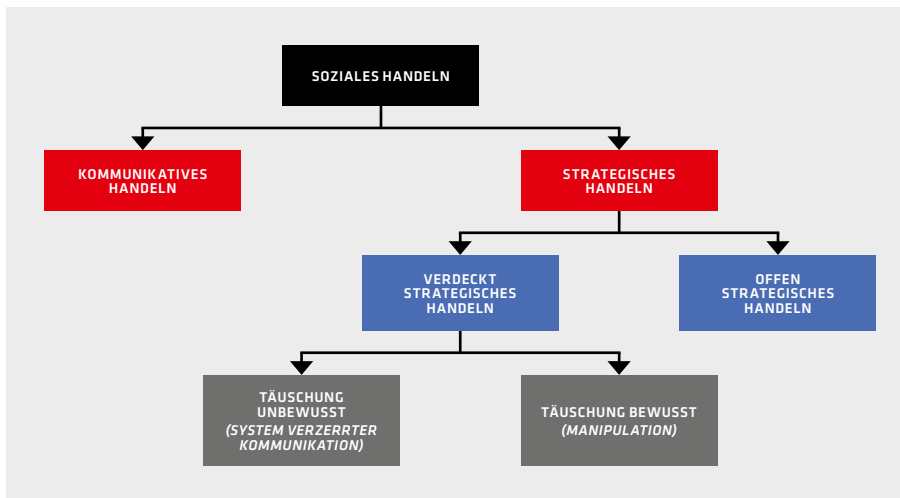 SOZIALES HANDELN
KOMMUNIKATIVES
HANDELN
STRATEGISCHES
HANDELN
VERDECKT
STRATEGISCHES
HANDELN
OFFEN
STRATEGISCHES
HANDELN
TÄUSCHUNG
UNBEWUSST
(SYSTEM VERZERRTER
KOMMUNIKATION)
TÄUSCHUNG BEWUSST
(MANIPULATION)